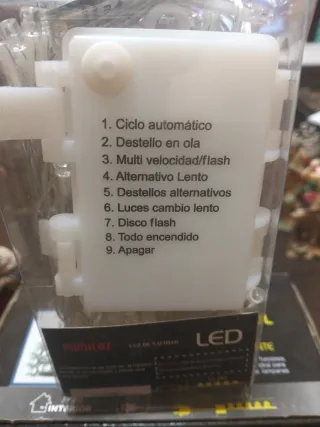 1. Ciclo automático
2. Destello en ola
3. Multi velocidad/flash
4. Alternativo Lento
5. Destellos alternativos
6. Luces cambio lento
7. Disco flash
8. Todo encendido
9. Apagar
LED